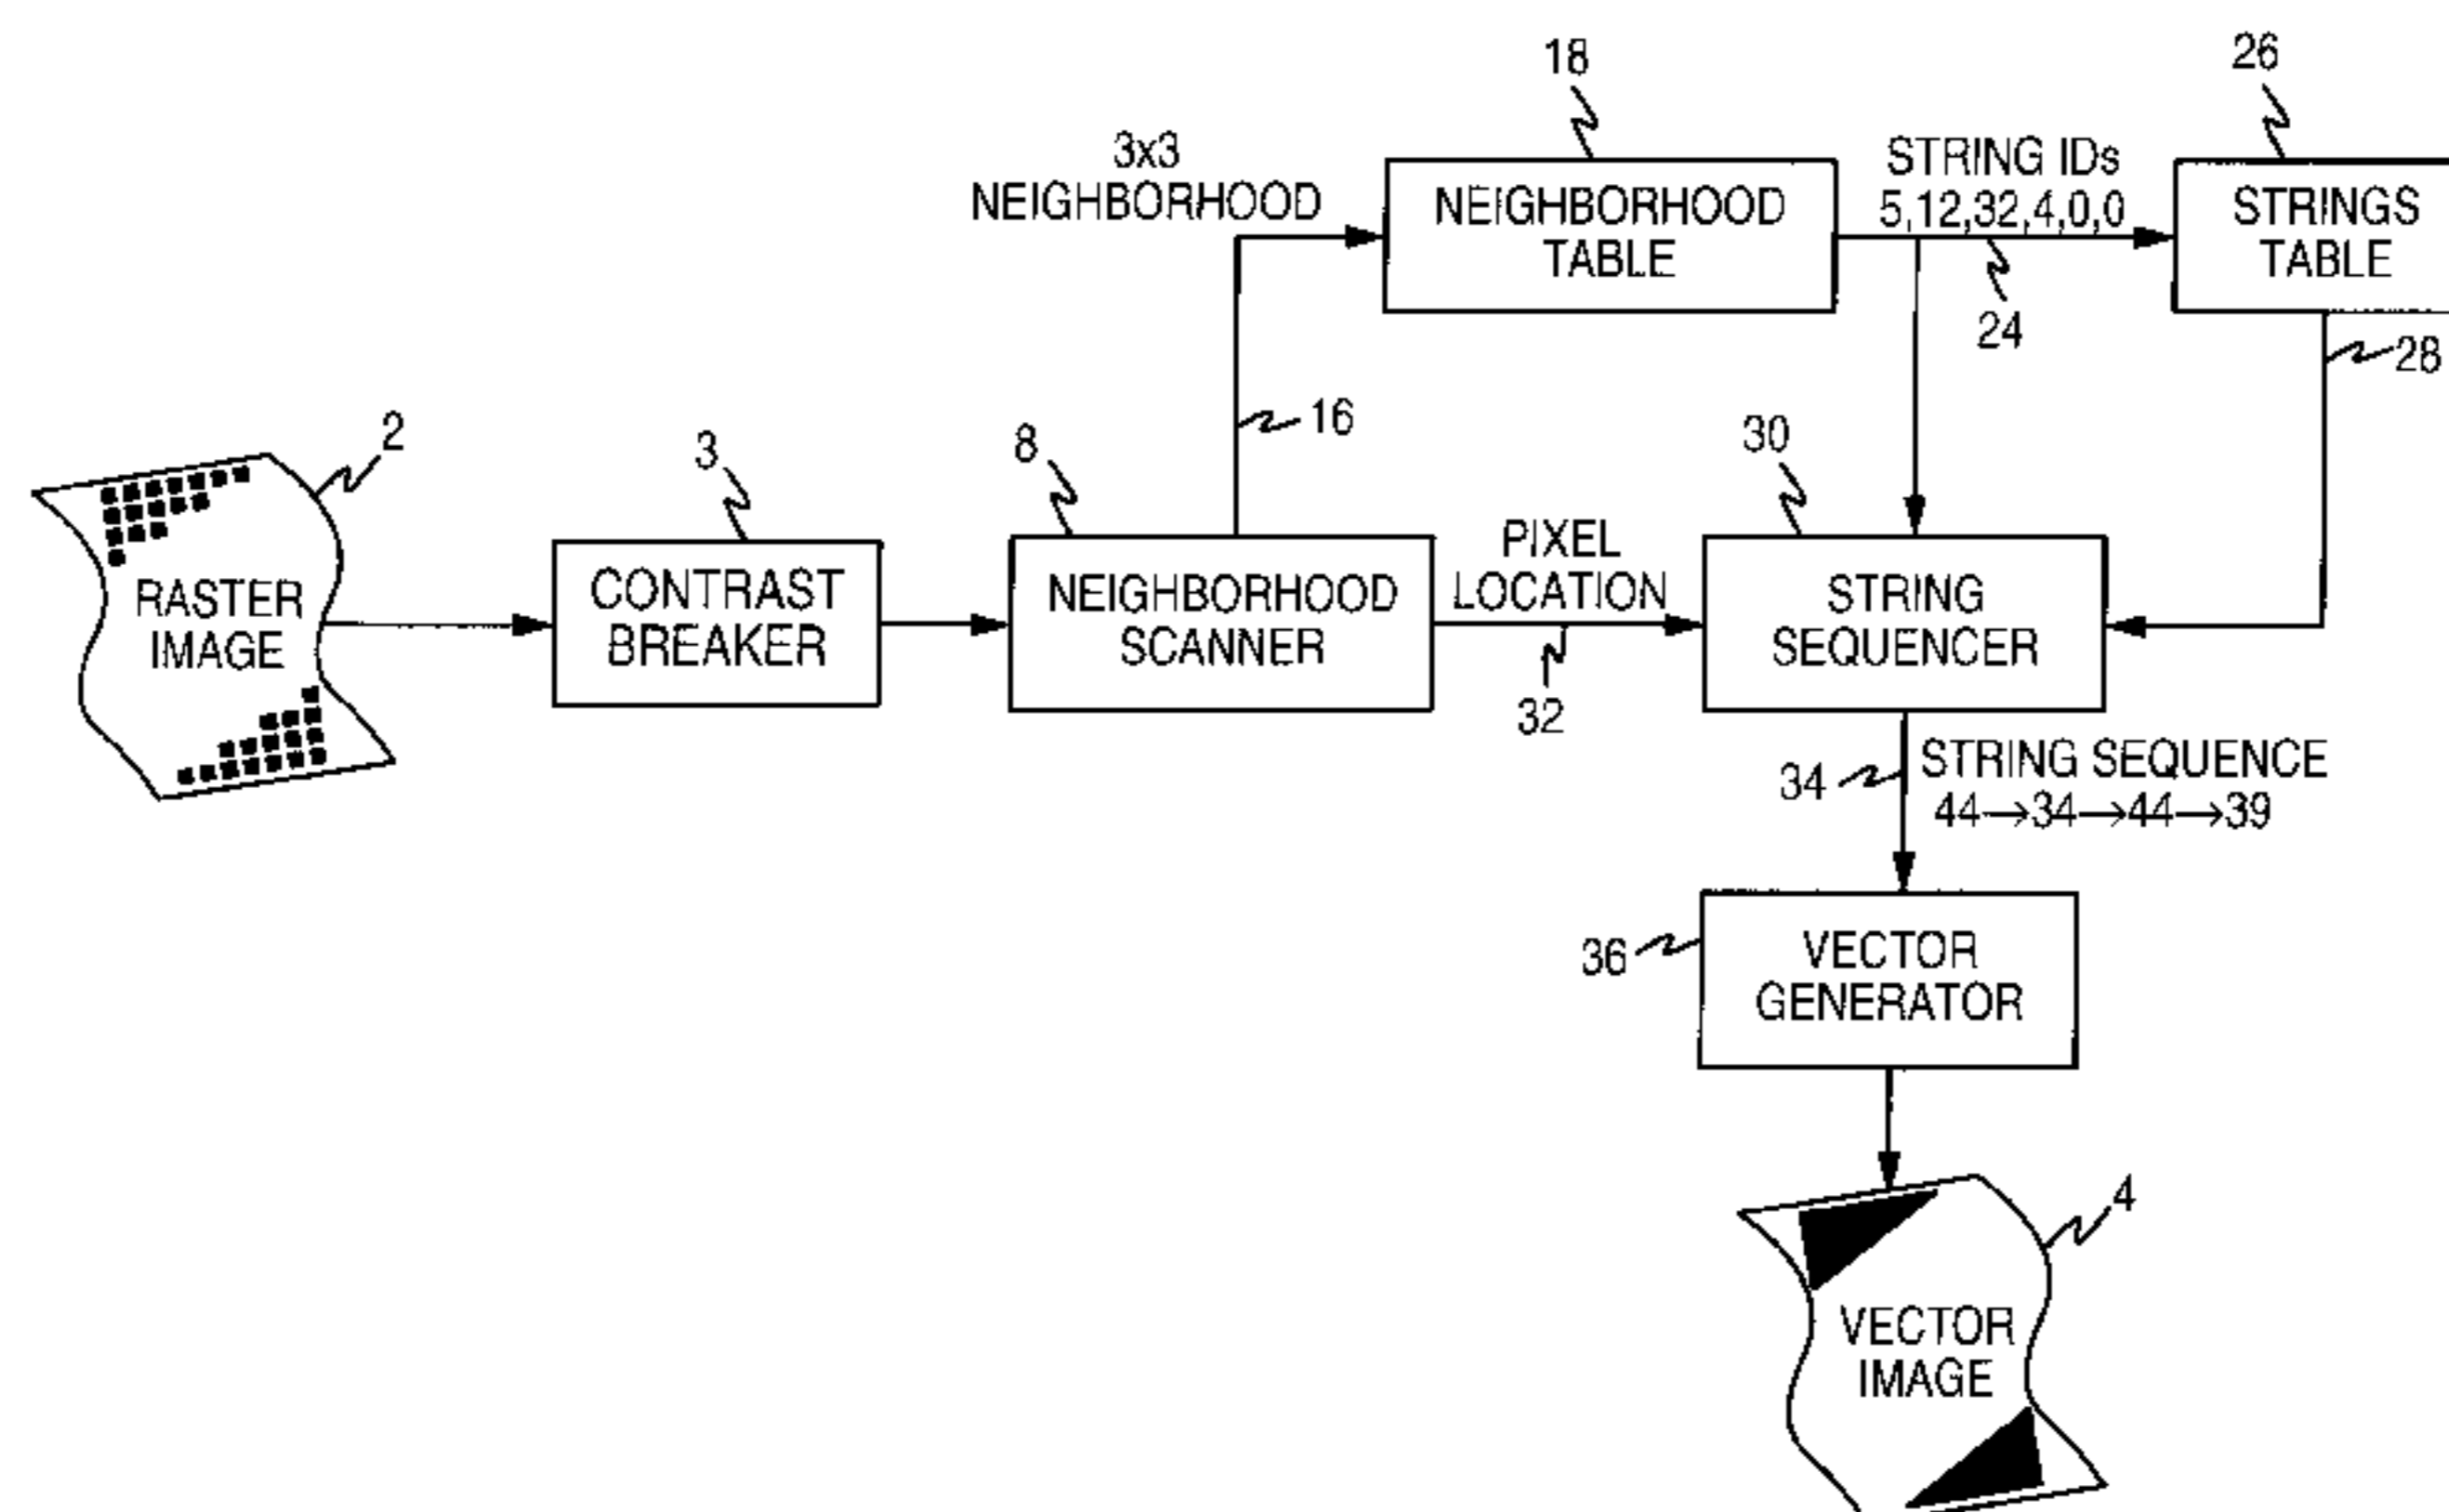 18
26
3x3
NEIGHBORHOOD
NEIGHBORHOOD
TABLE
STRING IDs
5,12,32,4,0,0
STRINGS
TABLE
24
28
16
2
3
8
30
RASTER
IMAGE
CONTRAST
BREAKER
NEIGHBORHOOD
SCANNER
PIXEL
LOCATION
32
STRING
SEQUENCER
34
STRING SEQUENCE
44→34→44→39
36
VECTOR
GENERATOR
4
VECTOR
IMAGE